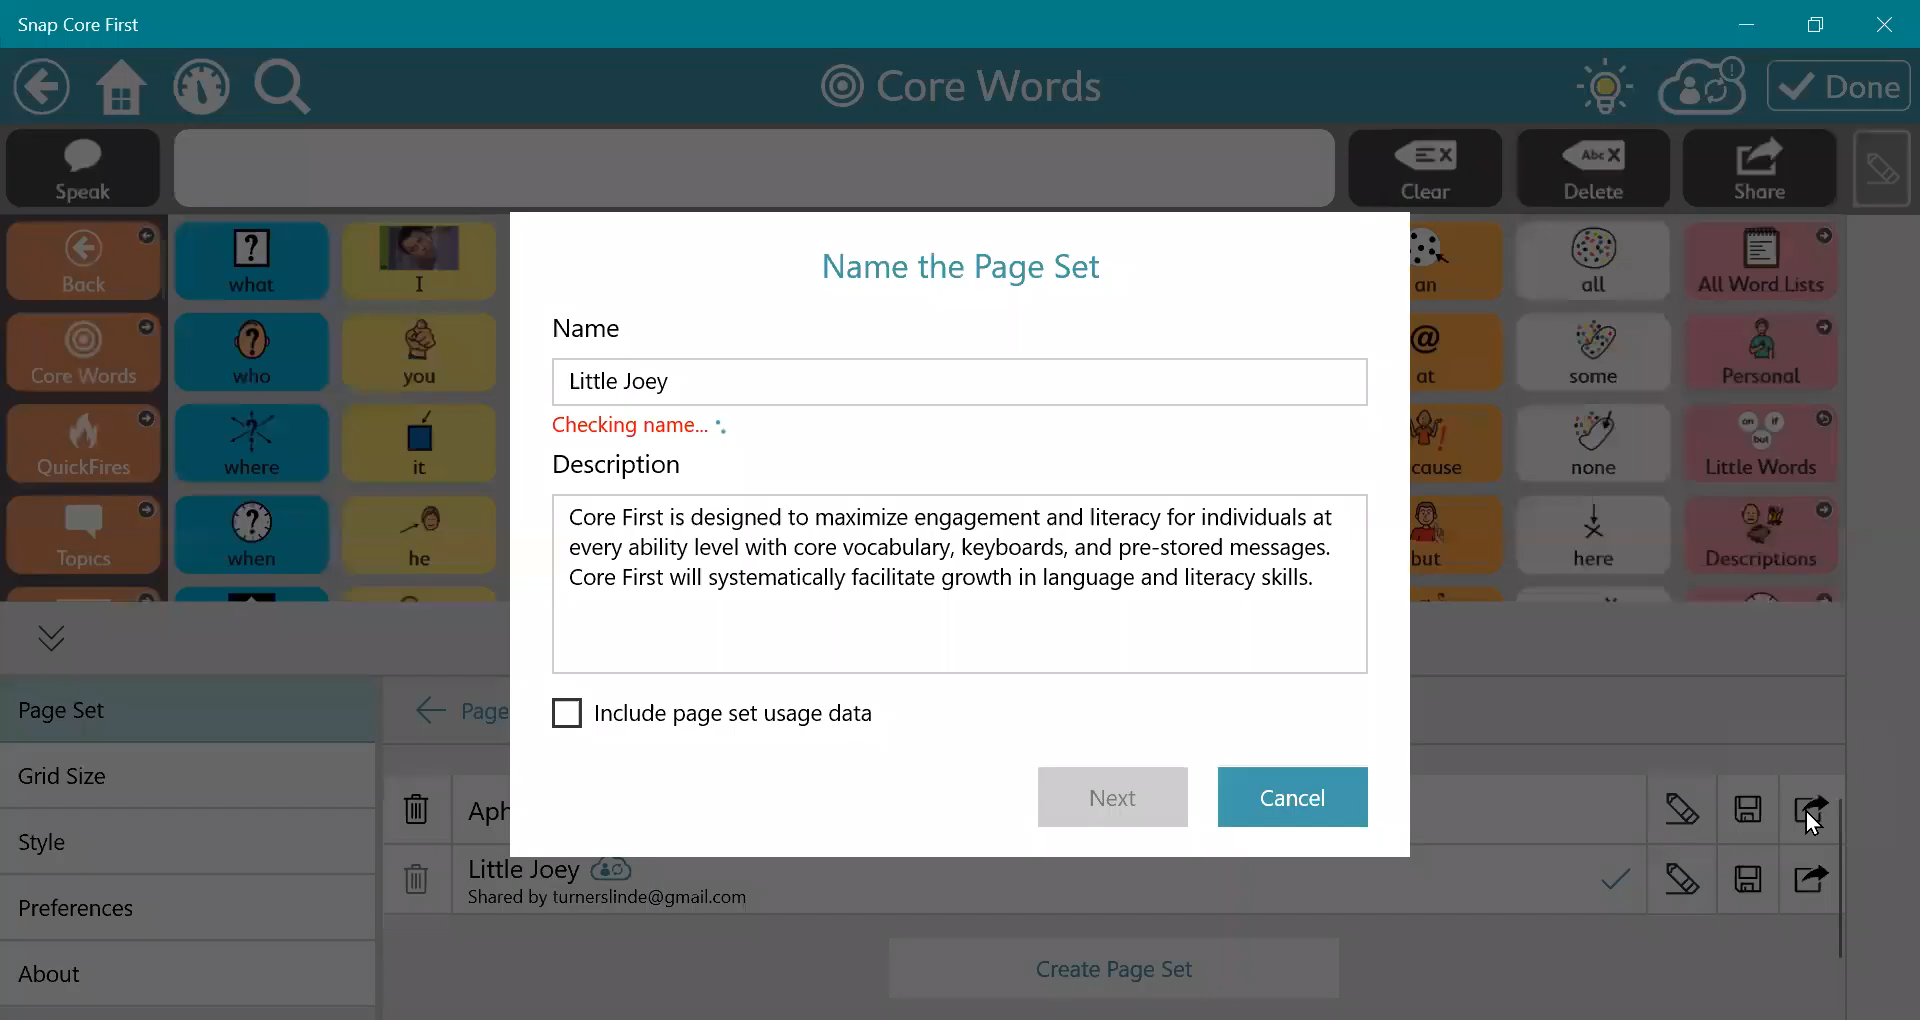 Snap Core First
Core Words
Done
Speak
Clear
Abc
Delete
Share
Back
what
I
an
all
All Word Lists
Name the Page Set
Name
Little Joey
Checking name...
Core Words
who
you
@
at
some
Personal
QuickFires
where
it
cause
none
on if
but
Little Words
Description
Core First is designed to maximize engagement and literacy for individuals at
every ability level with core vocabulary, keyboards, and pre-stored messages.
Core First will systematically facilitate growth in language and literacy skills.
Topics
when
he
but
here
Descriptions
Include page set usage data
Next
Cancel
Page Set
Grid Size
Style
Preferences
About
Page
Aph
Little Joey
Shared by turnerslinde@gmail.com
Create Page Set